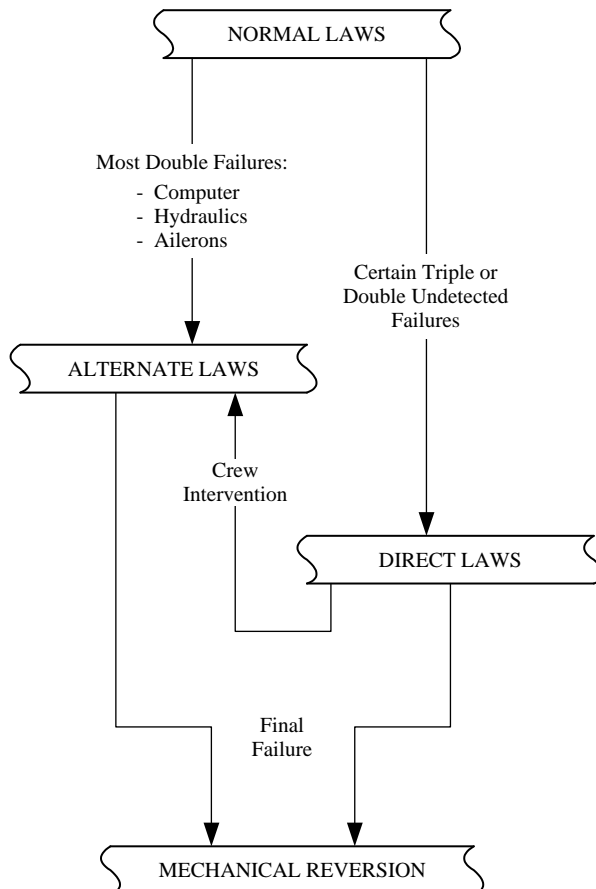 NORMAL LAWS
Most Double Failures:
- Computer
- Hydraulics
- Ailerons
Certain Triple or
Double Undetected
Failures
ALTERNATE LAWS
Crew
Intervention
DIRECT LAWS
Final
Failure
MECHANICAL REVERSION